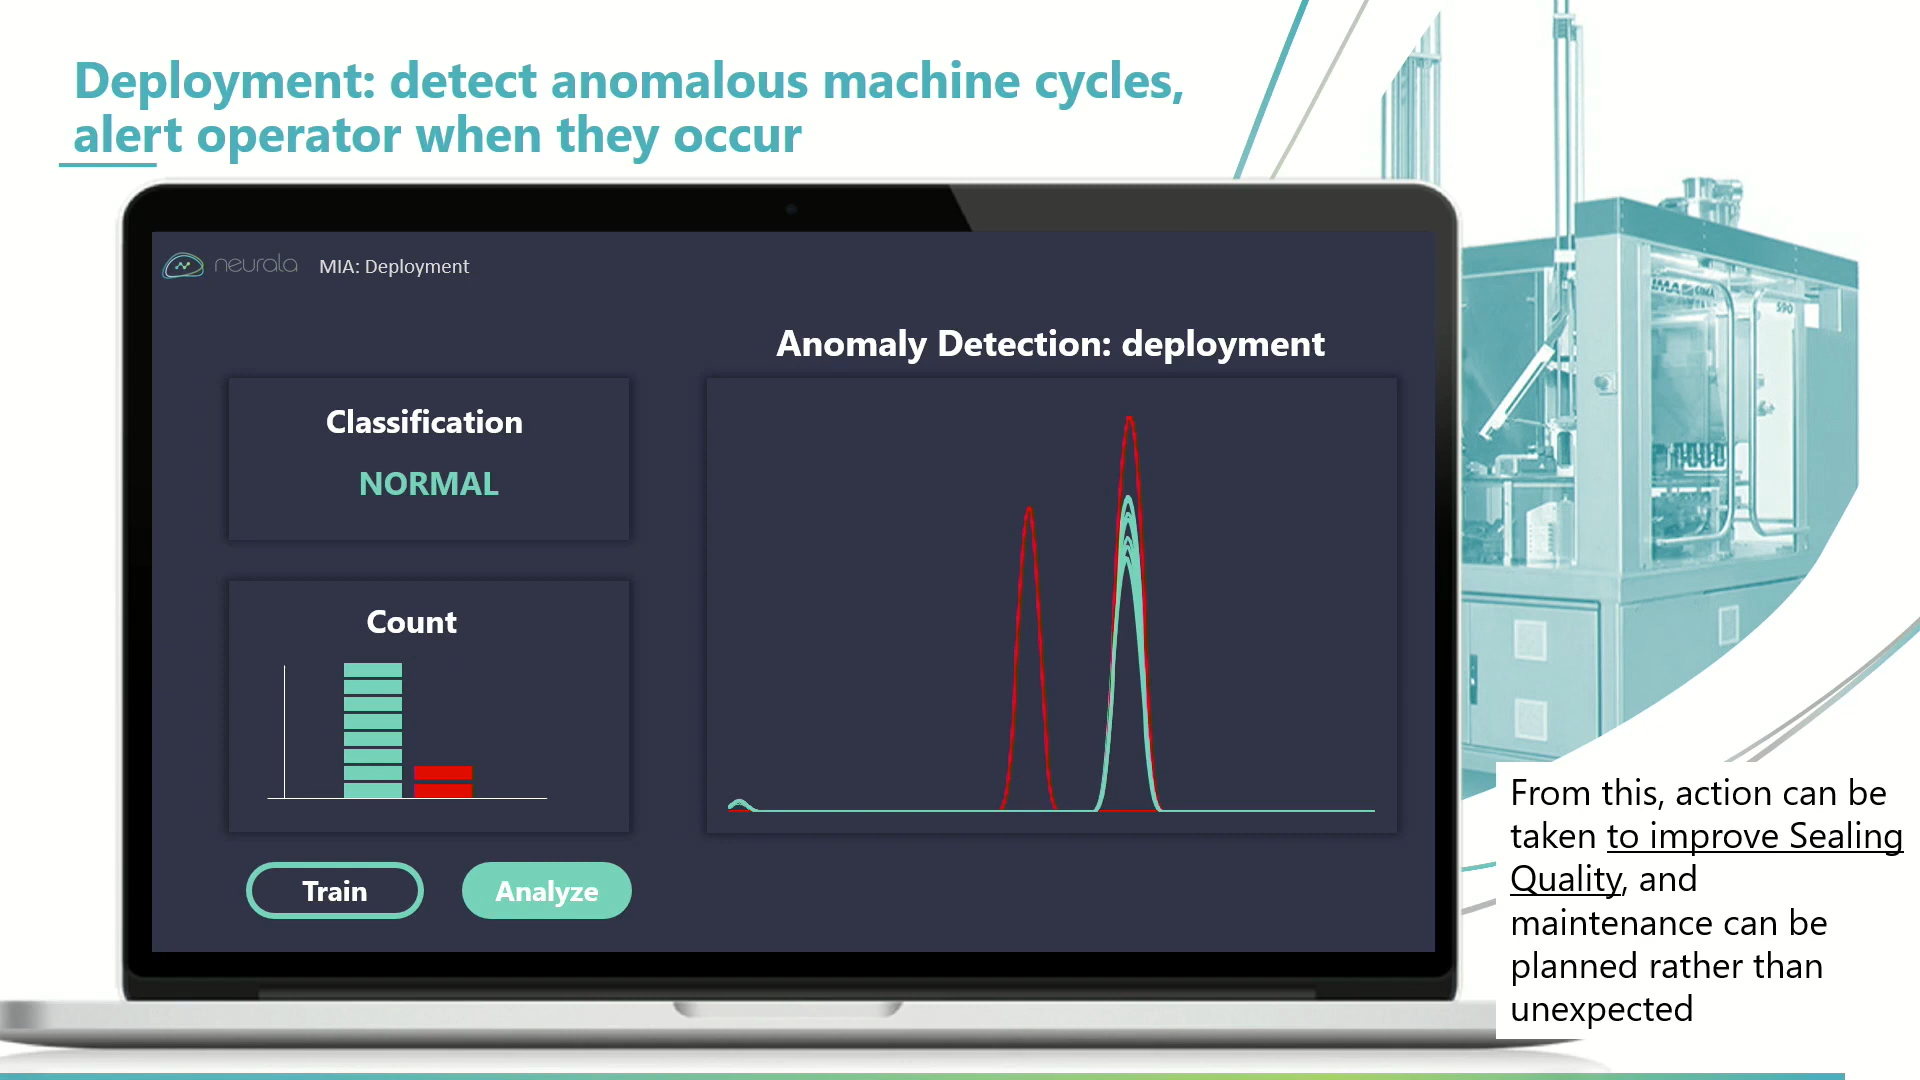 Deployment: detect anomalous machine cycles,
alert operator when they occur
neurala MIA: Deployment
Anomaly Detection: deployment
Classification
NORMAL
Count
Train
Analyze
IMA
S90
From this, action can be
taken to improve Sealing
Quality, and
maintenance can be
planned rather than
unexpected